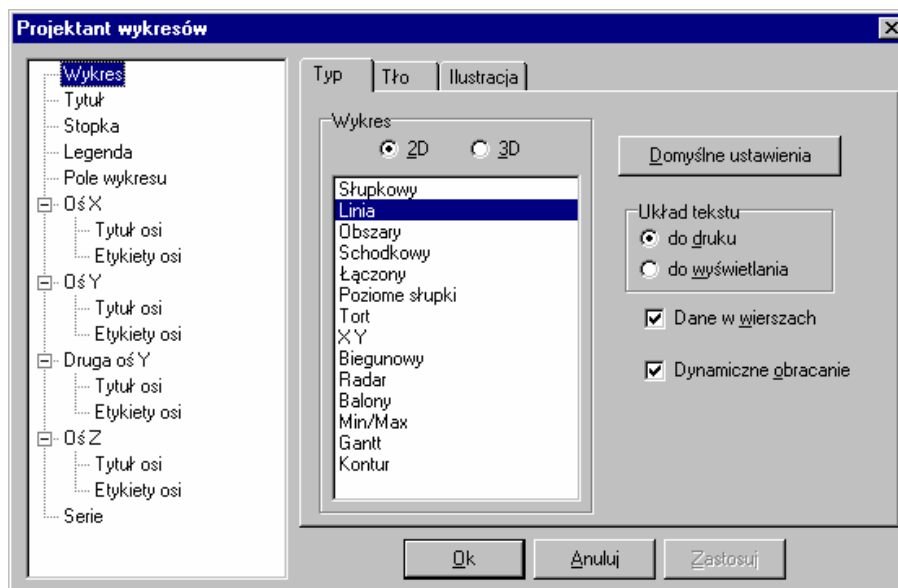 Projektant wykresów
Wykres
Tytuł
Stopka
Legenda
Pole wykresu
Oś X
Tytuł osi
Etykiety osi
Oś Y
Tytuł osi
Etykiety osi
Druga oś Y
Tytuł osi
Etykiety osi
Oś Z
Tytuł osi
Etykiety osi
Serie
Typ Tło Ilustracja
Wykres
2D 3D
Słupkowy
Linia
Obszary
Schodkowy
Łączony
Poziome słupki
Tort
X Y
Biegunowy
Radar
Balony
Min/Max
Gantt
Kontur
Domyślne ustawienia
Układ tekstu
do druku
do wyświetlania
Dane w wierszach
Dynamiczne obracanie
Ok Anuluj Zastosuj